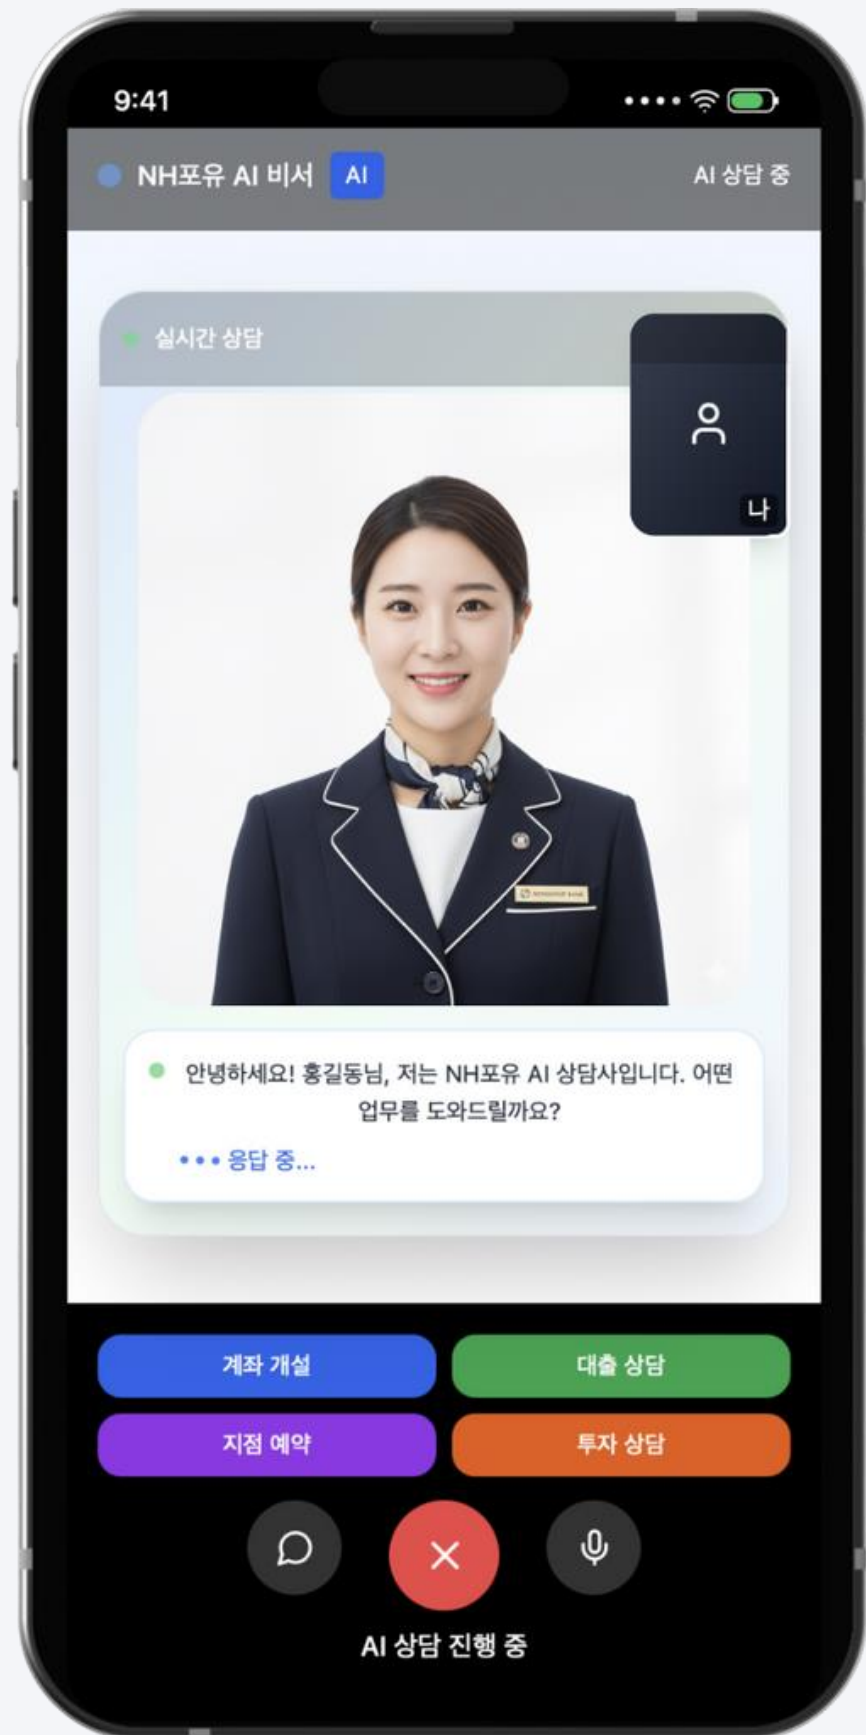 9:41
NH포유 AI 비서 AI
AI 상담 중
실시간 상담
나
안녕하세요! 홍길동님, 저는 NH포유 AI 상담사입니다. 어떤
업무를 도와드릴까요?
••• 응답 중...
계좌 개설
대출 상담
지점 예약
투자 상담
AI 상담 진행 중